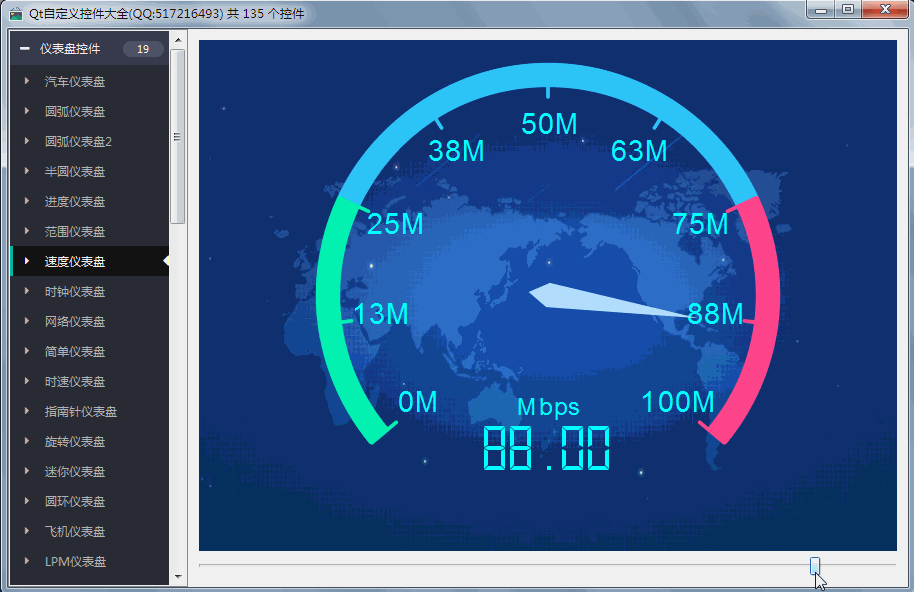 Qt自定义控件大全(QQ:517216493) 共 135 个控件
仪表盘控件 19
汽车仪表盘
圆弧仪表盘
圆弧仪表盘2
半圆仪表盘
进度仪表盘
范围仪表盘
速度仪表盘
时钟仪表盘
网络仪表盘
简单仪表盘
时速仪表盘
指南针仪表盘
旋转仪表盘
迷你仪表盘
圆环仪表盘
飞机仪表盘
LPM仪表盘
50M
38M 63M
25M 75M
13M 88M
0M 100M
Mbps
88.00